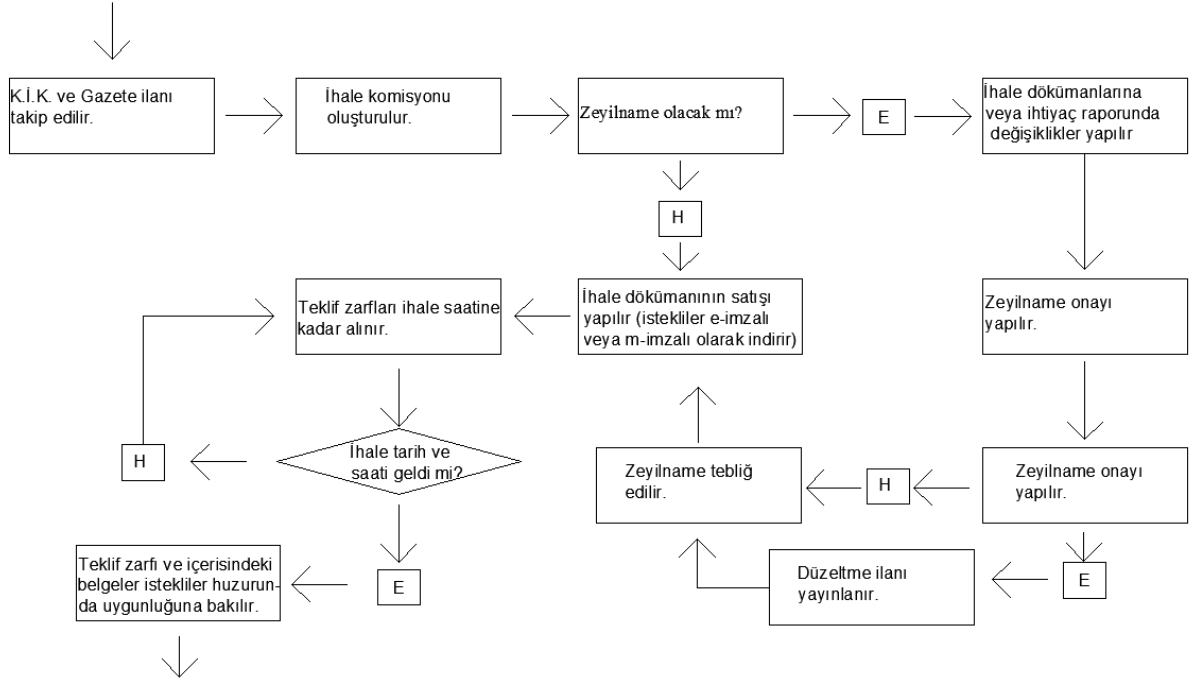 K.İ.K. ve Gazete ilanı
takip edilir.
İhale komisyonu
oluşturulur.
Zeyilname olacak mı?
E
İhale dökümanlarına
veya ihtiyaç raporunda
değişiklikler yapılır
H
Teklif zarfları ihale saatine
kadar alınır.
İhale dökümanının satışı
yapılır (istekliler e-imzalı
veya m-imzalı olarak indirir)
Zeyilname onayı
yapılır.
H
İhale tarih ve
saati geldi mi?
Zeyilname tebliğ
edilir.
H
Zeyilname onayı
yapılır.
Teklif zarfı ve içerisindeki
belgeler istekliler huzurun-
da uygunluğuna bakılır.
E
Düzeltme ilanı
yayınlanır.
E